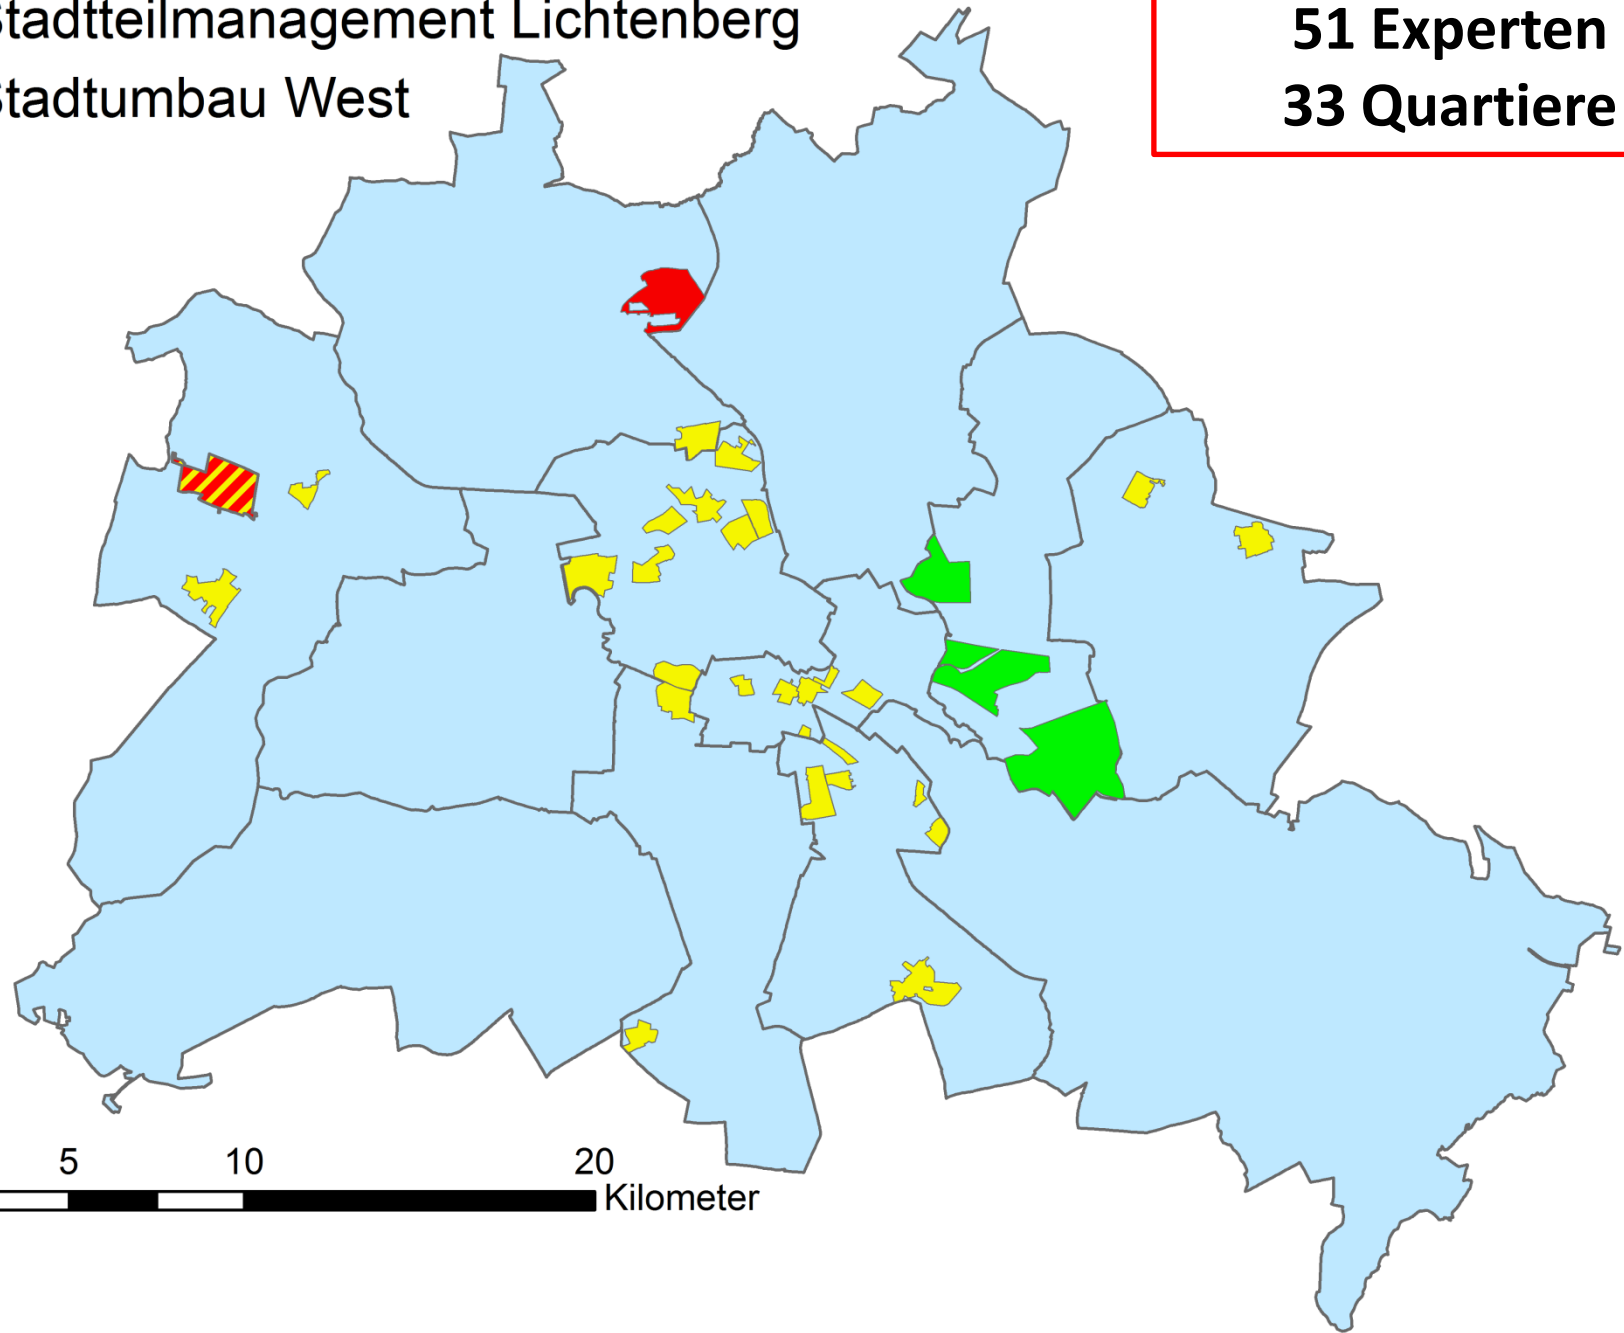 Stadtteilmanagement Lichtenberg
Stadtumbau West
51 Experten
33 Quartiere
5 10 20
Kilometer